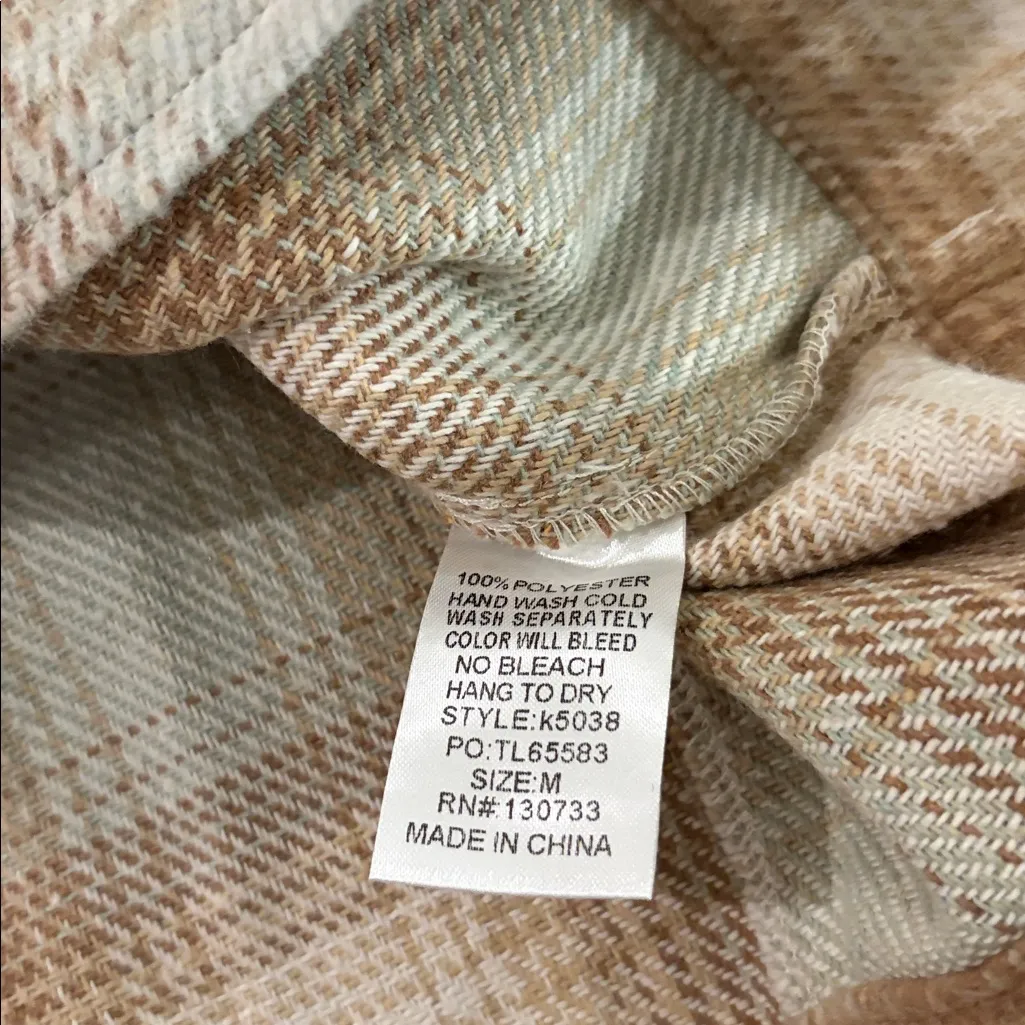 100% POLYESTER
HAND WASH COLD
WASH SEPARATELY
COLOR WILL BLEED
NO BLEACH
HANG TO DRY
STYLE:k5038
PO:TL65583
SIZE:M
RN#:130733
MADE IN CHINA